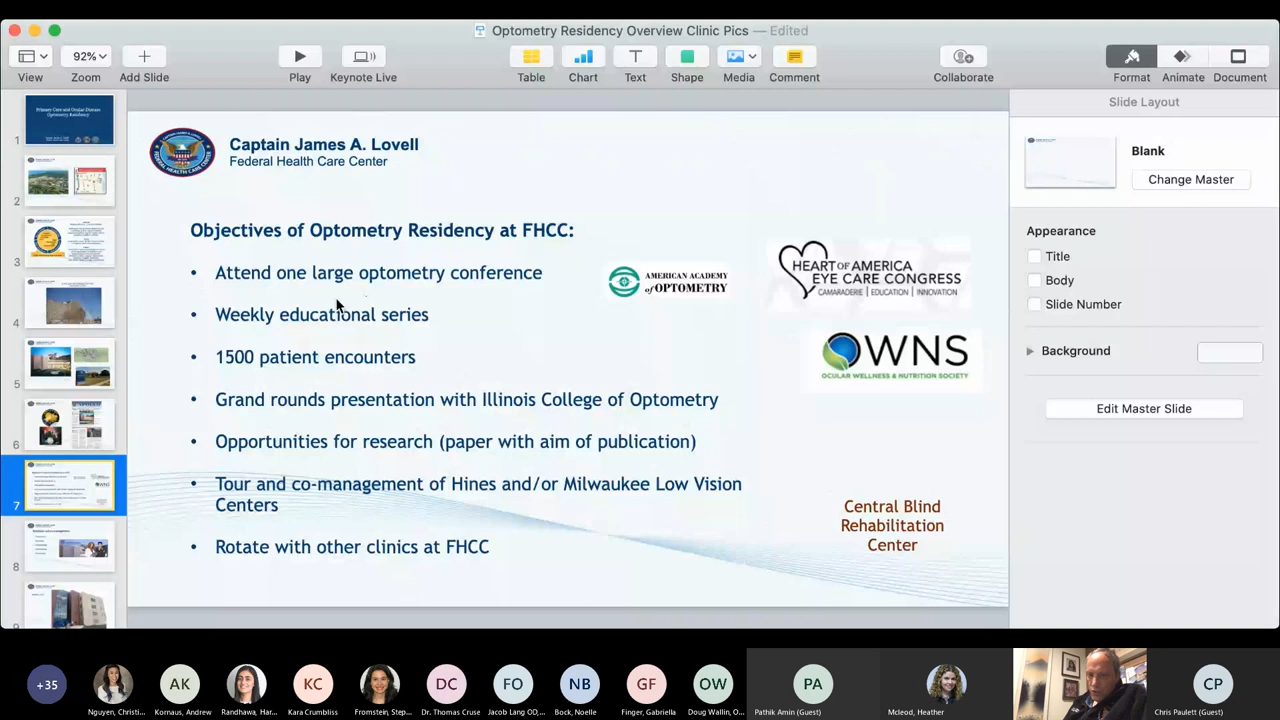 Optometry Residency Overview Clinic Pics — Edited
92%
View
Zoom
Add Slide
Play
Keynote Live
Table
Chart
Text
Shape
Media
Comment
Collaborate
Format
Animate
Document
1
2
3
4
5
6
7
8
Captain James A. Lovell
Federal Health Care Center
Objectives of Optometry Residency at FHCC:
• Attend one large optometry conference
• Weekly educational series
• 1500 patient encounters
• Grand rounds presentation with Illinois College of Optometry
• Opportunities for research (paper with aim of publication)
• Tour and co-management of Hines and/or Milwaukee Low Vision
Centers
• Rotate with other clinics at FHCC
AMERICAN ACADEMY
of OPTOMETRY
HEART OF AMERICA
EYE CARE CONGRESS
CAMARADERIE | EDUCATION | INNOVATION
OWNS
OCULAR WELLNESS & NUTRITION SOCIETY
Central Blind
Rehabilitation
Center
Slide Layout
Blank
Change Master
Appearance
Title
Body
Slide Number
Background
Edit Master Slide
+35
AK
KC
DC
FO
NB
GF
OW
PA
CP
Nguyen, Christi...
Kornaus, Andrew
Randhawa, Har...
Kara Crumbliss
Fromstein, Step...
Dr. Thomas Cruse
Jacob Lang OD,...
Bock, Noelle
Finger, Gabriella
Doug Wallin, O...
Pathik Amin (Guest)
Mcleod, Heather
Chris Paulett (Guest)